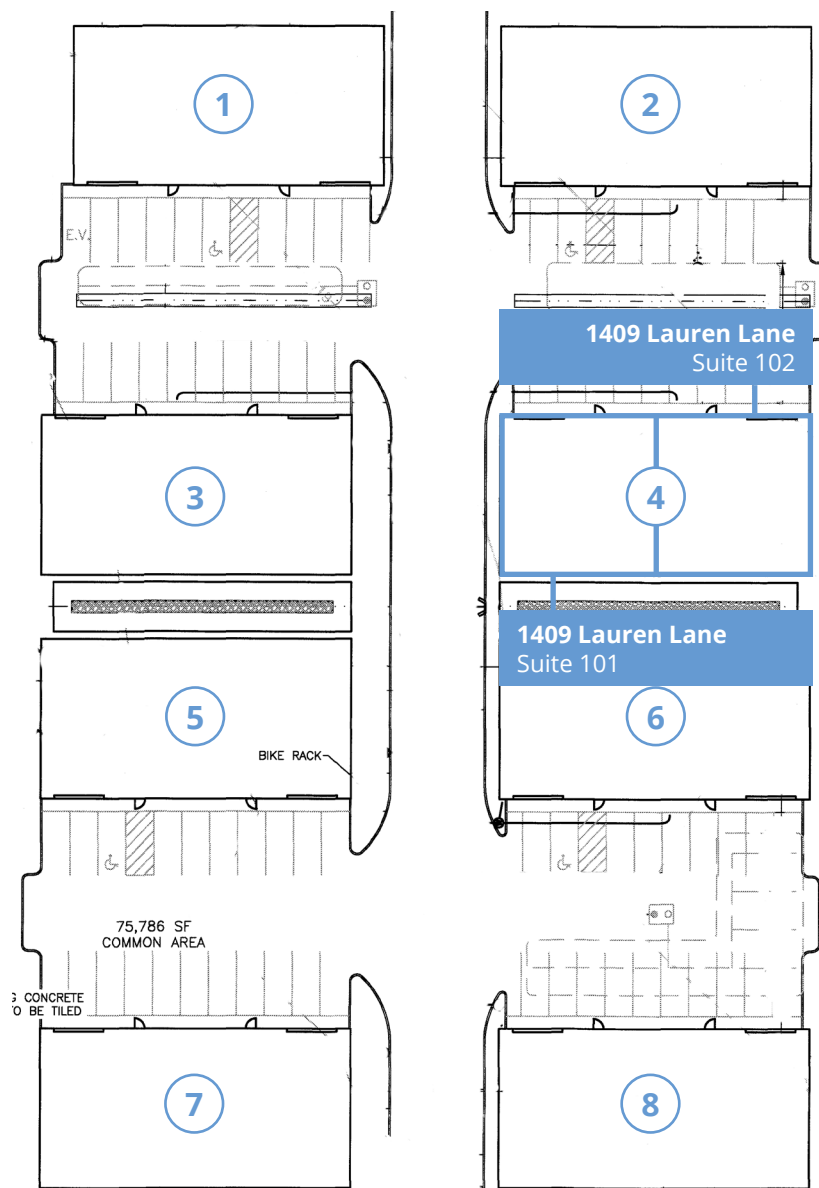 1
2
E.V.
1409 Lauren Lane
Suite 102
3
4
1409 Lauren Lane
Suite 101
5
6
BIKE RACK
75,786 SF
COMMON AREA
CONCRETE
TO BE TILED
7
8